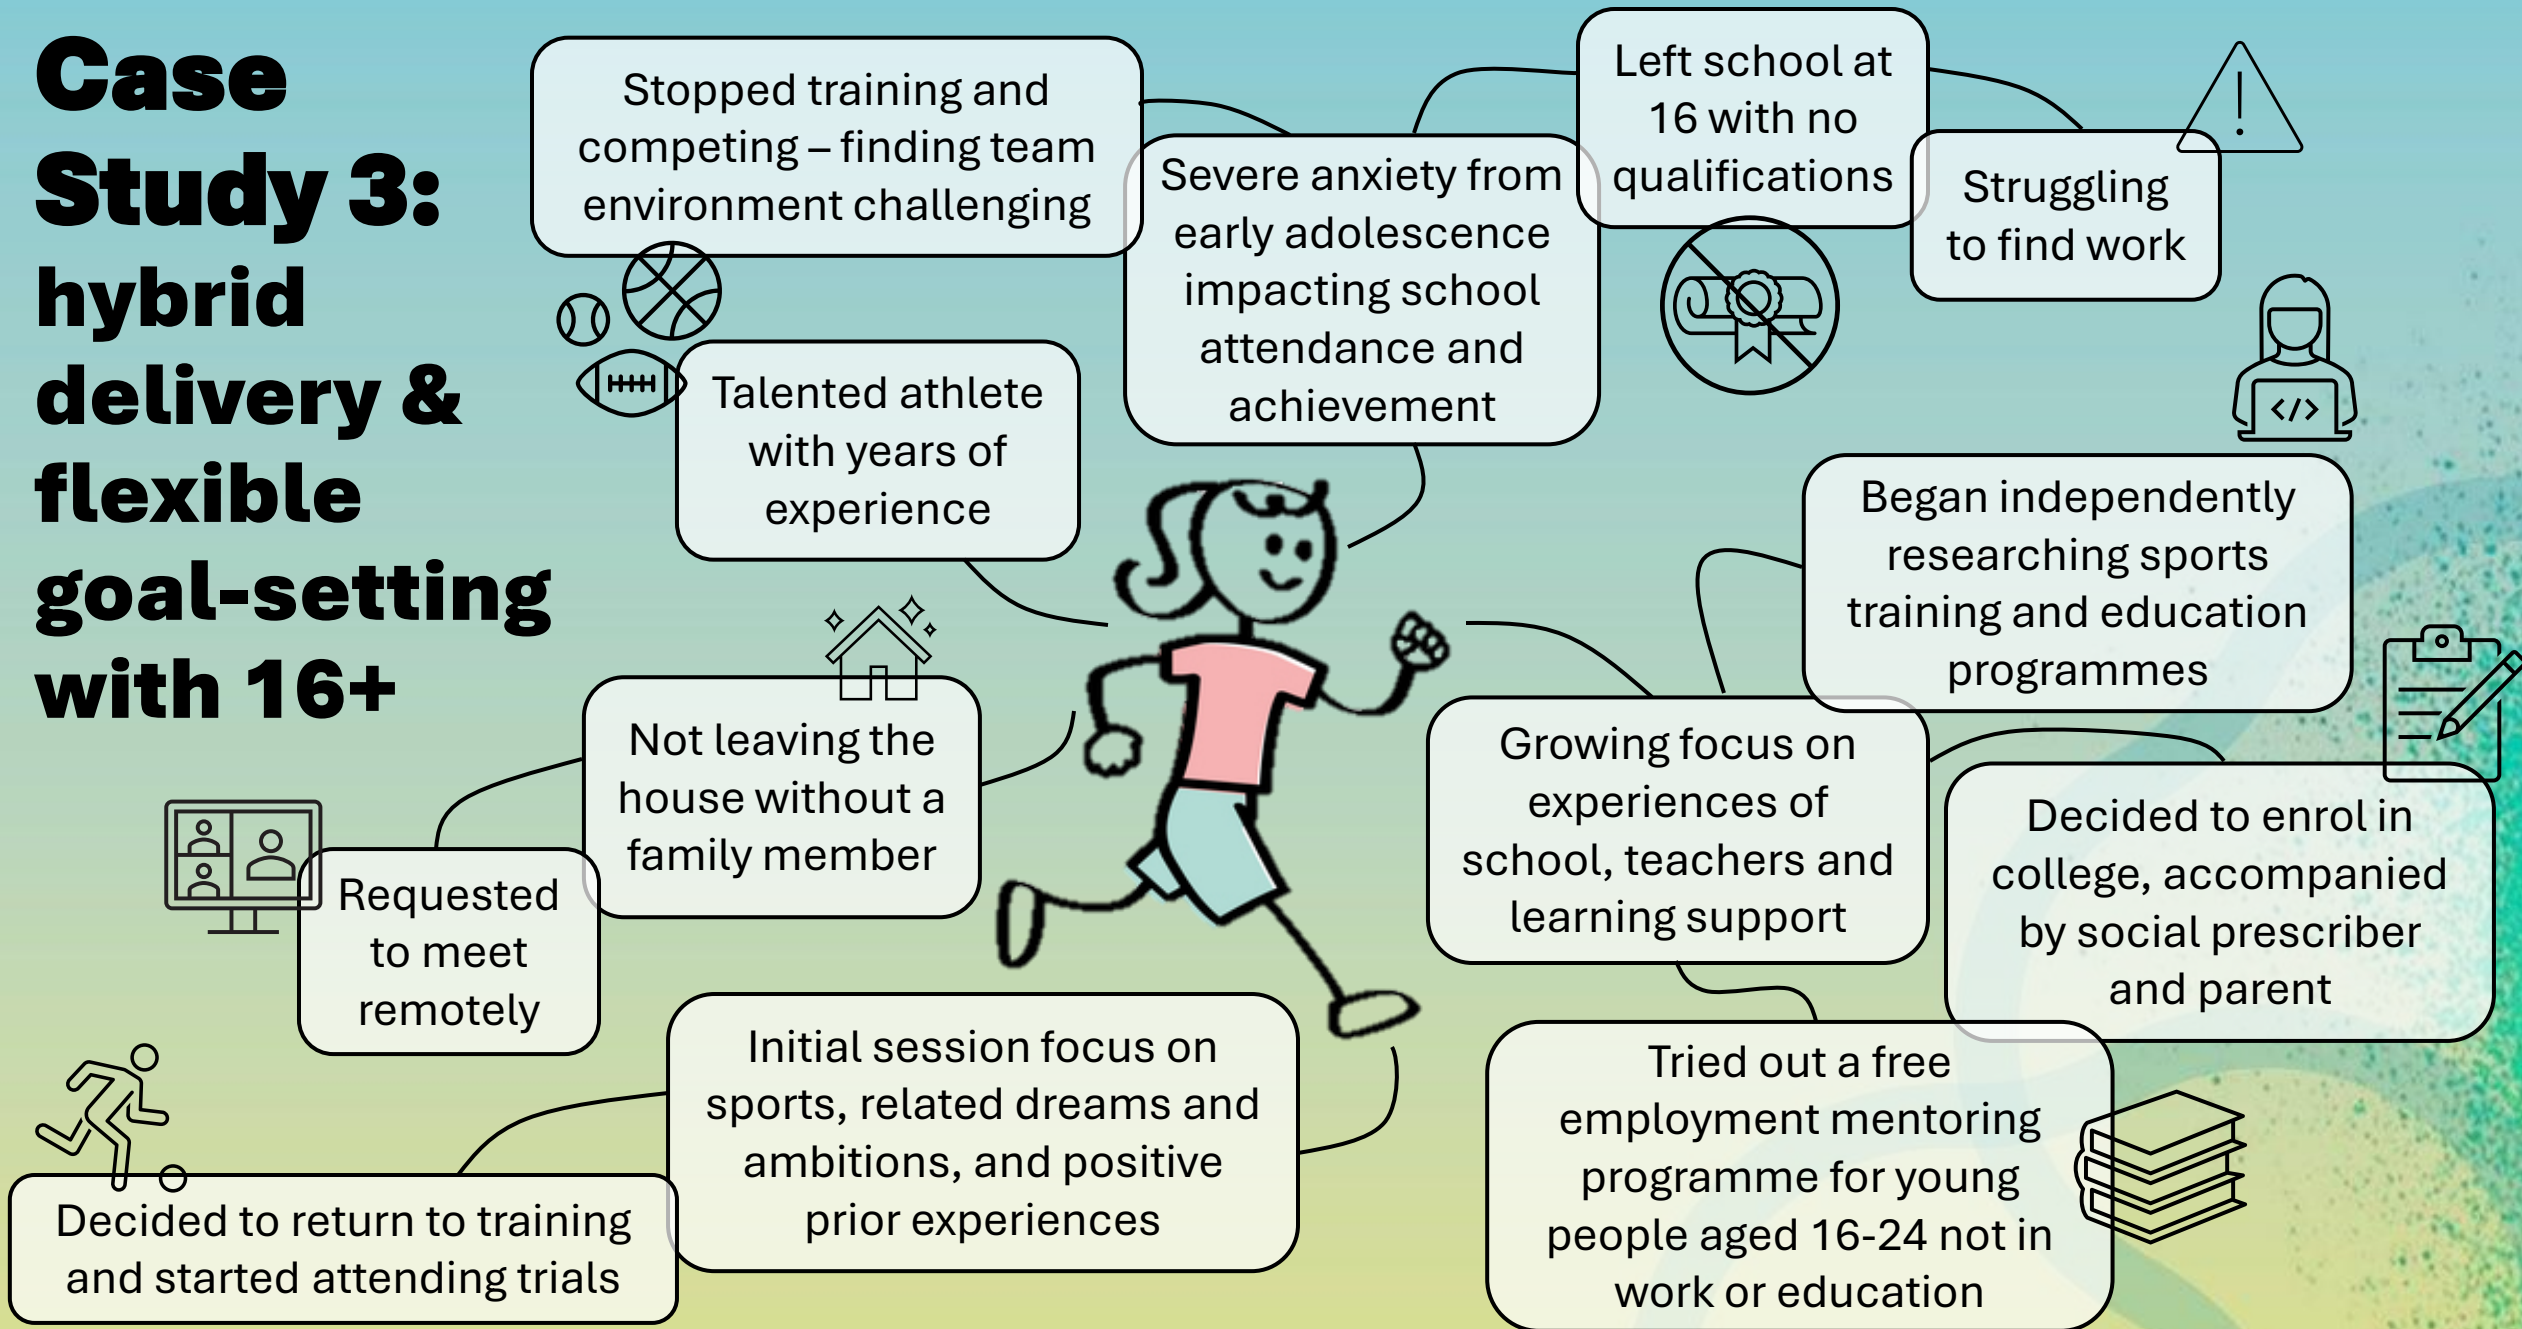 Case
Study 3:
hybrid
delivery &
flexible
goal-setting
with 16+
Stopped training and
competing – finding team
environment challenging
Severe anxiety from
early adolescence
impacting school
attendance and
achievement
Left school at
16 with no
qualifications
Struggling
to find work
Talented athlete
with years of
experience
</>
Began independently
researching sports
training and education
programmes
Not leaving the
house without a
family member
Requested
to meet
remotely
Growing focus on
experiences of
school, teachers and
learning support
Decided to enrol in
college, accompanied
by social prescriber
and parent
Initial session focus on
sports, related dreams and
ambitions, and positive
prior experiences
Decided to return to training
and started attending trials
Tried out a free
employment mentoring
programme for young
people aged 16-24 not in
work or education